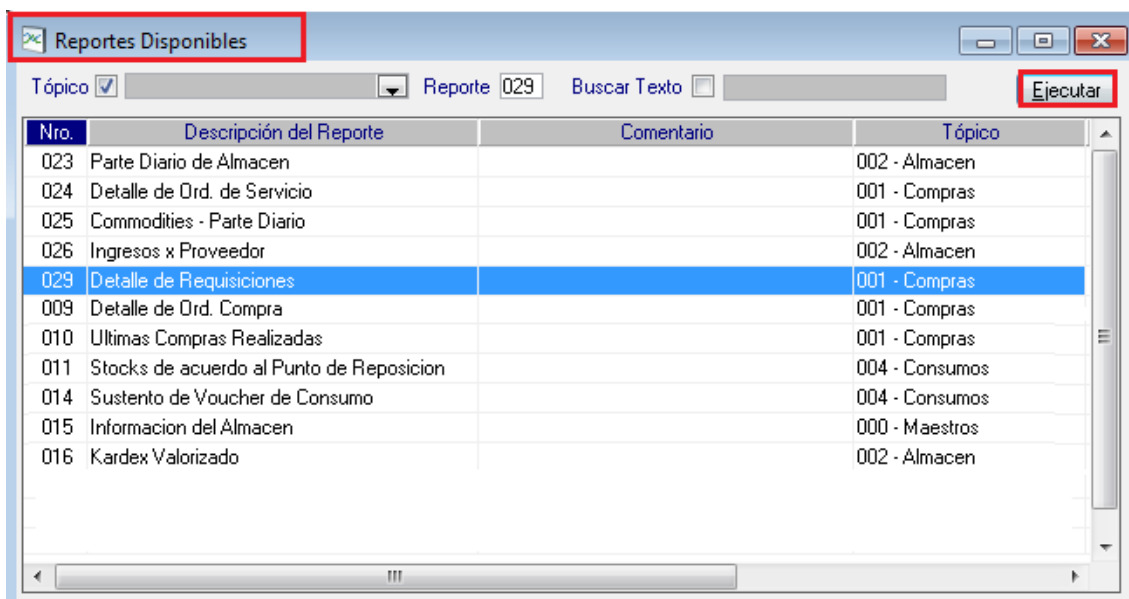 Reportes Disponibles
Tópico Reporte 029 Buscar Texto Ejecutar
Nro. Descripción del Reporte Comentario Tópico
023 Parte Diario de Almacen 002 - Almacen
024 Detalle de Ord. de Servicio 001 - Compras
025 Commodities - Parte Diario 001 - Compras
026 Ingresos x Proveedor 002 - Almacen
029 Detalle de Requisiciones 001 - Compras
009 Detalle de Ord. Compra 001 - Compras
010 Ultimas Compras Realizadas 001 - Compras
011 Stocks de acuerdo al Punto de Reposicion 004 - Consumos
014 Sustento de Voucher de Consumo 004 - Consumos
015 Informacion del Almacen 000 - Maestros
016 Kardex Valorizado 002 - Almacen